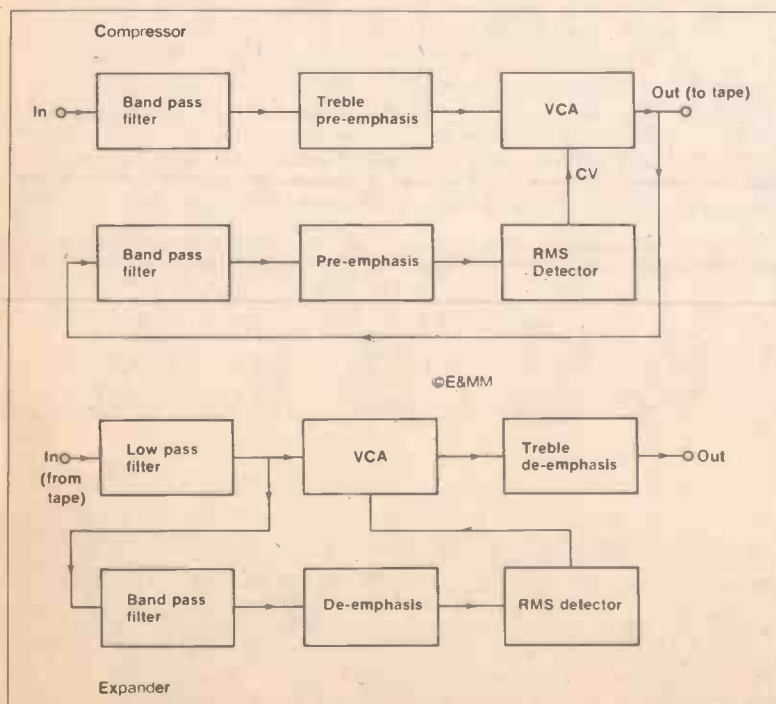 Compressor
In
Band pass
filter
Treble
pre-emphasis
VCA
Out (to tape)
CV
Band pass
filter
Pre-emphasis
RMS
Detector
©E&MM
In
(from
tape)
Low pass
filter
VCA
Treble
de-emphasis
Out
Band pass
filter
De-emphasis
RMS detector
Expander